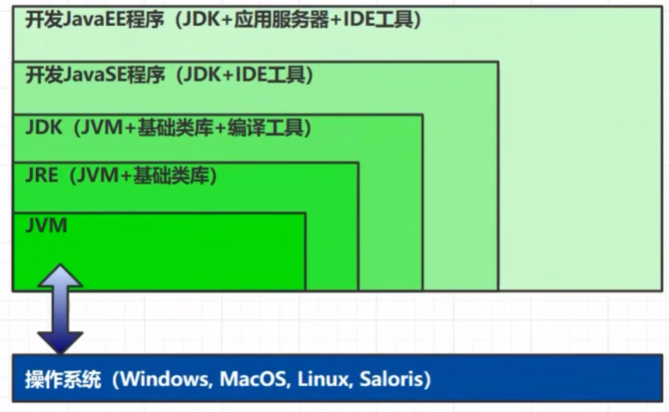 开发JavaEE程序（JDK+应用服务器+IDE工具）
开发JavaSE程序（JDK+IDE工具）
JDK（JVM+基础类库+编译工具）
JRE（JVM+基础类库）
JVM
操作系统（Windows, MacOS, Linux, Saloris）